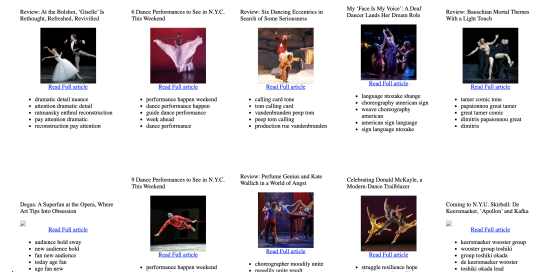 Review: At the Bolshoi, ‘Giselle’ Is
Rethought, Refreshed, Revivified
Read Full article
dramatic detail nuance
attention dramatic detail
ratmansky enthral reconstruction
pay attention dramatic
reconstruction pay attention
6 Dance Performances to See in N.Y.C.
This Weekend
Read Full article
performance happen weekend
dance performance happen
guide dance performance
week ahead
dance performance
Review: Six Dancing Eccentrics in
Search of Some Seriousness
Read Full article
calling card tone
tom calling card
vandenbranden peep tom
peep tom calling
production rue vandenbranden
My ‘Face Is My Voice’: A Deaf
Dancer Lands Her Dream Role
Read Full article
language ntozake shange
choreography american sign
weave choreography
american
american sign language
sign language ntozake
Review: Bauschian Mortal Themes
With a Light Touch
Read Full article
tamer comic tone
papaioannou great tamer
great tamer comic
dimitris papaioannou great
dimitris
Degas: A Superfan at the Opera, Where
Art Tips Into Obsession
Read Full article
audience hold sway
new audience hold
fan new audience
today age fan
age fan new
9 Dance Performances to See in N.Y.C.
This Weekend
Read Full article
performance happen weekend
Review: Perfume Genius and Kate
Wallich in a World of Angst
Read Full article
choreographer moodily unite
moodily unite result
Celebrating Donald McKayle, a
Modern-Dance Trailblazer
Read Full article
struggle resilience hope
Coming to N.Y.U. Skirball: De
Keersmaeker, ‘Apollon’ and Kafka
Read Full article
keersmaeker wooster group
wooster group toshiki
group toshiki okada
de keersmaeker wooster
toshiki okada lead